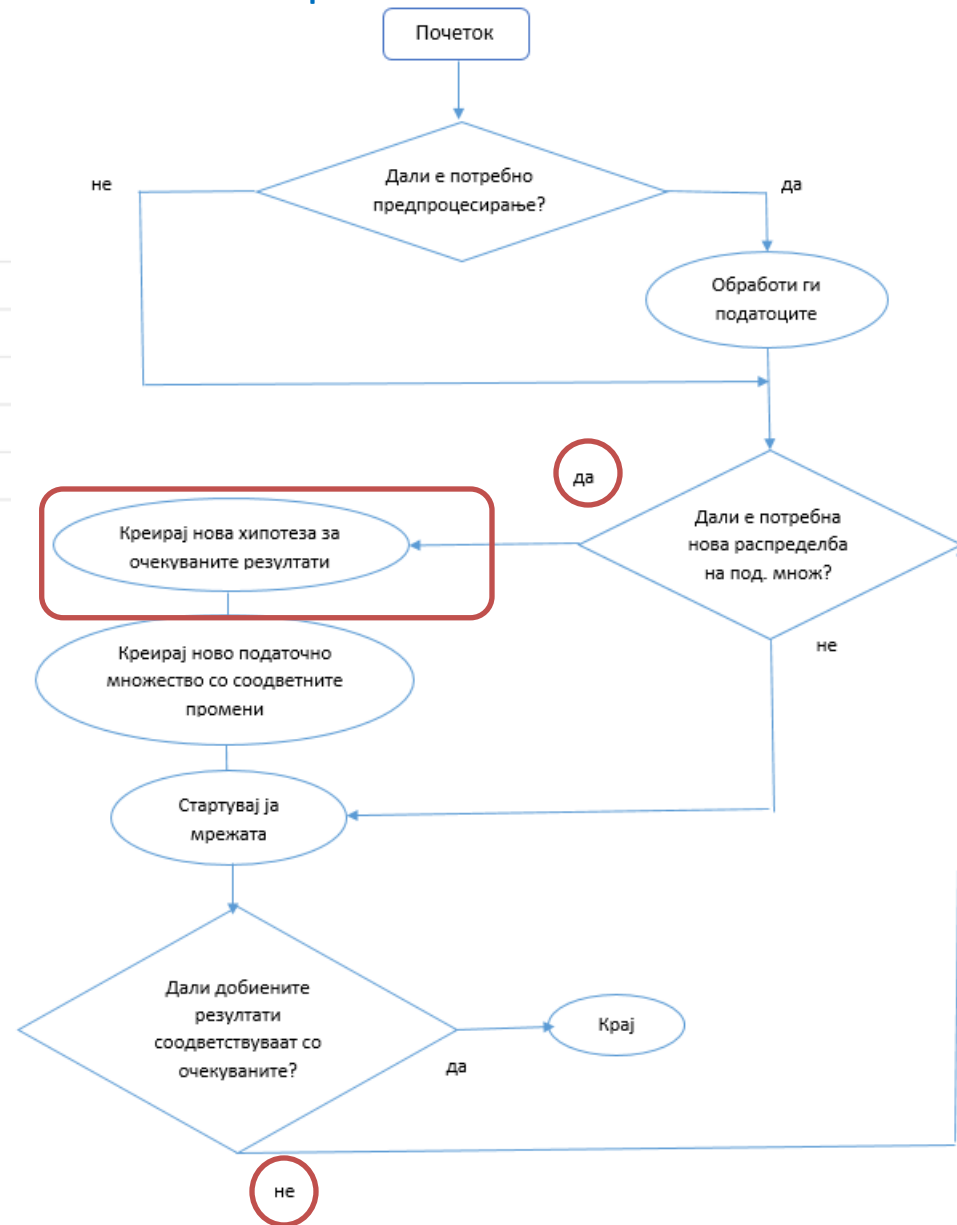 Почеток
Дали е потребно
предпроцесирање?
не
да
Обработи ги
податоците
да
Дали е потребна
нова распределба
на под. множ?
Креирај нова хипотеза за
очекуваните резултати
не
Креирај ново податочно
множество со соодветните
промени
Стартувај ја
мрежата
Дали добиените
резултати
соодветствуваат со
очекуваните?
Крај
да
не